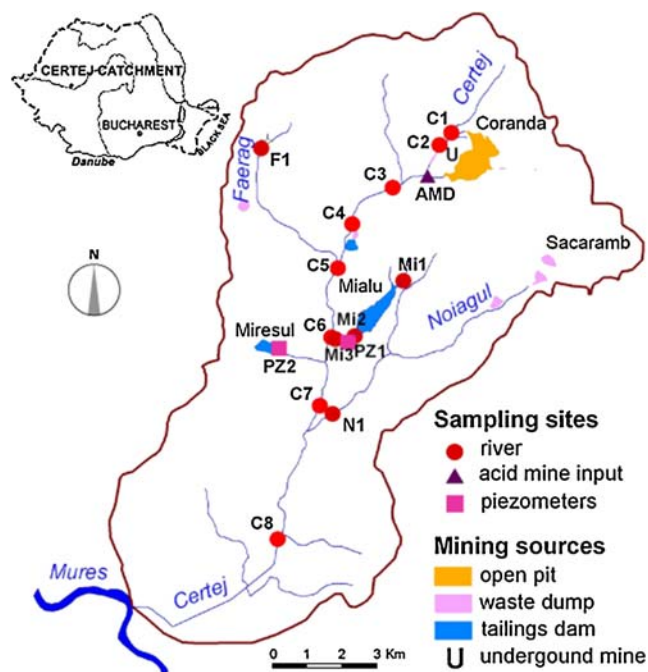 CERTEJ CATCHMENT
BUCHAREST
BLACK SEA
Danube
Certej
C1
Coranda
C2
U
F1
Faerag
C3
AMD
C4
Sacaramb
N
C5
Mialu
Mi1
Noiagul
Miresul
C6
Mi2
PZ1
Mi3
PZ2
C7
N1
Sampling sites
river
acid mine input
piezometers
C8
Mining sources
Mures
open pit
Certej
waste dump
tailings dam
0 1 2 3 Km
U undergound mine